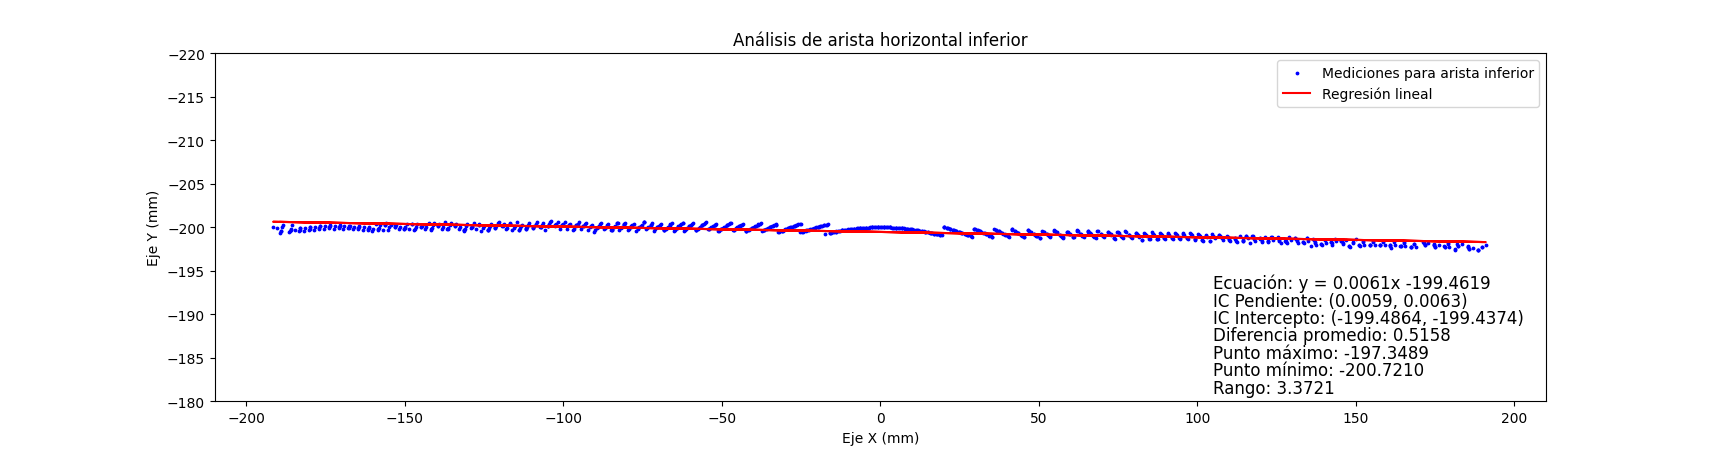 Análisis de arista horizontal inferior
−220
−215
−210
−205
−200
−195
−190
−185
−180
Eje Y (mm)
Mediciones para arista inferior
Regresión lineal
Ecuación: y = 0.0061x -199.4619
IC Pendiente: (0.0059, 0.0063)
IC Intercepto: (-199.4864, -199.4374)
Diferencia promedio: 0.5158
Punto máximo: -197.3489
Punto mínimo: -200.7210
Rango: 3.3721
−200 −150 −100 −50 0 50 100 150 200
Eje X (mm)